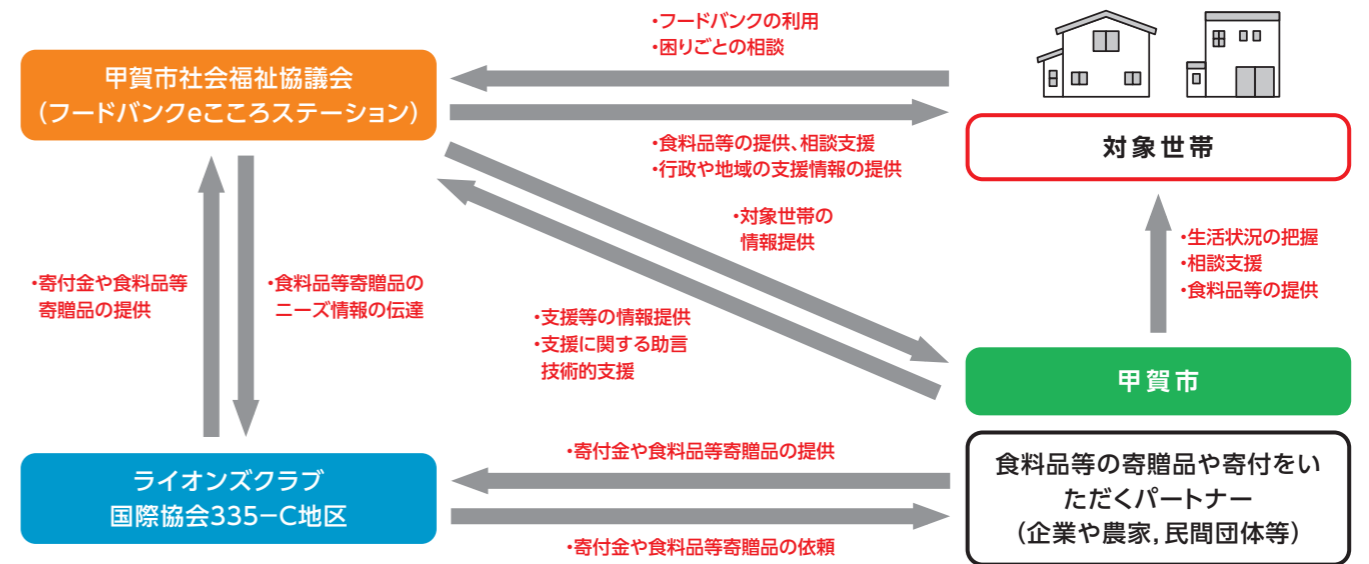 ・フードバンクの利用
・困りごとの相談
甲賀市社会福祉協議会
(フードバンクeこころステーション)
・食料品等の提供、相談支援
・行政や地域の支援情報の提供
対象世帯
・対象世帯の
情報提供
・生活状況の把握
・相談支援
・食料品等の提供
・寄付金や食料品等
寄贈品の提供
・食料品等寄贈品の
ニーズ情報の伝達
・支援等の情報提供
・支援に関する助言
技術的支援
甲賀市
・寄付金や食料品等寄贈品の提供
ライオンズクラブ
国際協会335−C地区
食料品等の寄贈品や寄付をい
ただくパートナー
(企業や農家,民間団体等)
・寄付金や食料品等寄贈品の依頼